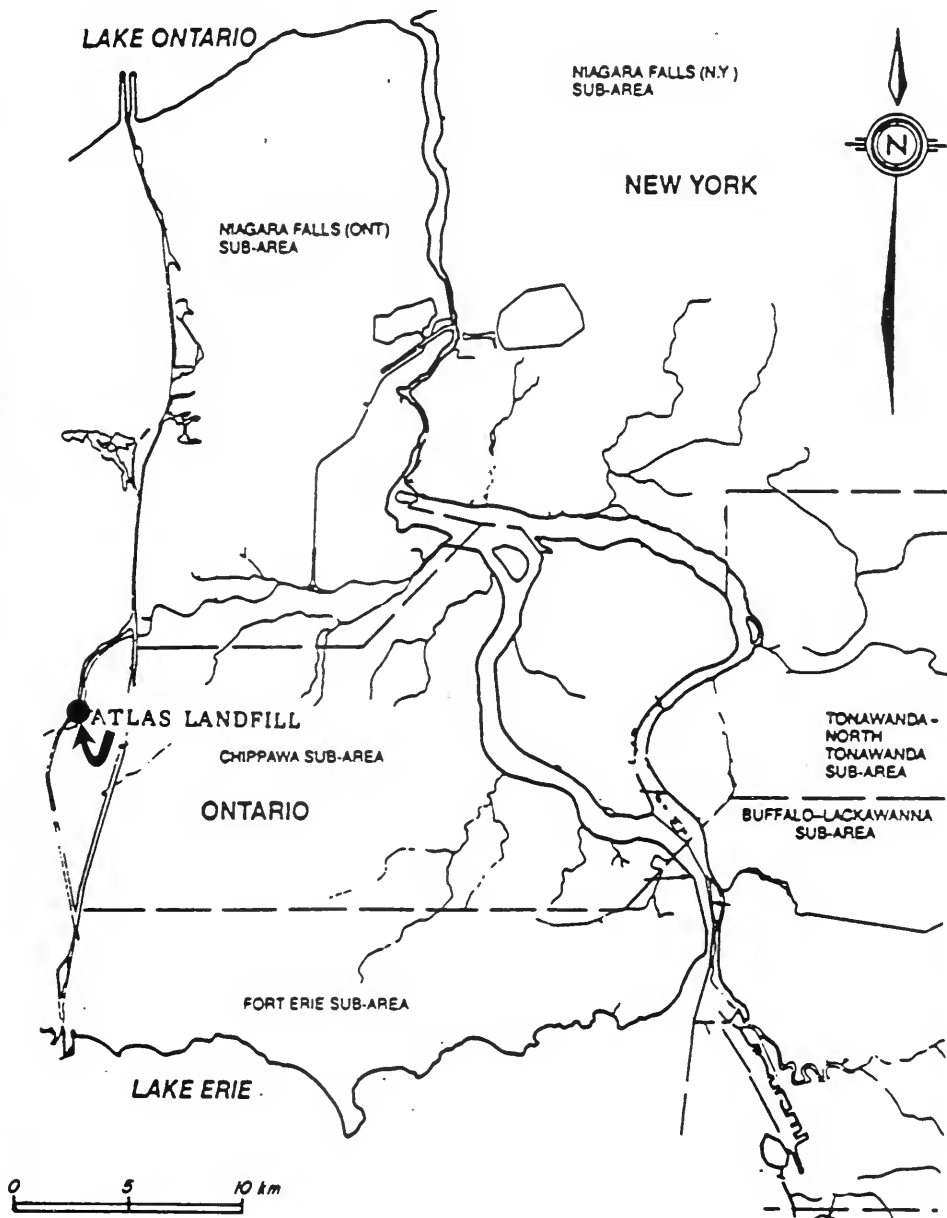 LAKE ONTARIO
NIAGARA FALLS (N.Y.)
SUB-AREA
N
NEW YORK
NIAGARA FALLS (ONT)
SUB-AREA
ATLAS LANDFILL
CHIPPAWA SUB-AREA
ONTARIO
TONAWANDA-
NORTH
TONAWANDA
SUB-AREA
BUFFALO-LACKAWANNA
SUB-AREA
FORT ERIE SUB-AREA
LAKE ERIE
0 5 10 km